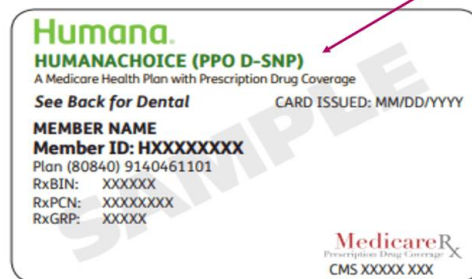 Humana.
HUMANACHOICE (PPO D-SNP)
A Medicare Health Plan with Prescription Drug Coverage
See Back for Dental CARD ISSUED: MM/DD/YYYY
MEMBER NAME
Member ID: HXXXXXXXX
Plan (80840) 9140461101
RxBIN: XXXXXX
RxPCN: XXXXXXXX
RxGRP: XXXXX
SAMPLE
MedicareRx
Prescription Drug Coverage X
CMS XXXXX XXX